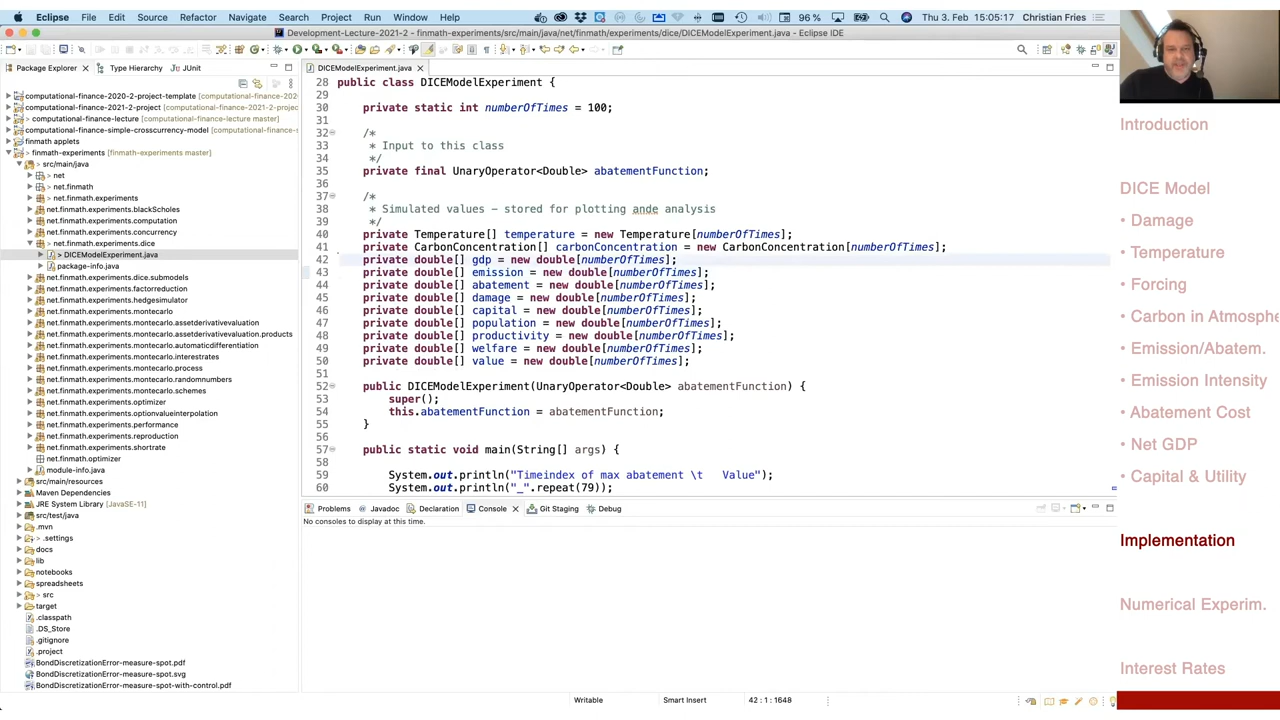 Eclipse File Edit Source Refactor Navigate Search Project Run Window Help 96 % Thu 3. Feb 15:05:17 Christian Fries
Development-Lecture-2021-2 - finmath-experiments/src/main/java/net/finmath/experiments/dice/DICEModelExperiment.java - Eclipse IDE
Package Explorer Type Hierarchy JUnit
computational-finance-2020-2-project-template [computational-finance-2020
computational-finance-2021-2-project [computational-finance-2021-2-projec
> computational-finance-lecture [computational-finance-lecture master]
computational-finance-simple-crosscurrency-model [computational-finance-s
finmath applets
> finmath-experiments [finmath-experiments master]
> src/main/java
> net
> net.finmath
> net.finmath.experiments
net.finmath.experiments.blackScholes
net.finmath.experiments.computation
net.finmath.experiments.concurrency
> net.finmath.experiments.dice
> DICEModelExperiment.java
package-info.java
net.finmath.experiments.dice.submodels
net.finmath.experiments.factorreduction
net.finmath.experiments.hedgesimulator
net.finmath.experiments.montecarlo
net.finmath.experiments.montecarlo.assetderivativevaluation
net.finmath.experiments.montecarlo.assetderivativevaluation.products
net.finmath.experiments.montecarlo.automaticdifferentiation
net.finmath.experiments.montecarlo.interestrates
net.finmath.experiments.montecarlo.process
net.finmath.experiments.montecarlo.randomnumbers
net.finmath.experiments.montecarlo.schemes
net.finmath.experiments.optimizer
net.finmath.experiments.optionvalueinterpolation
net.finmath.experiments.performance
net.finmath.experiments.reproduction
net.finmath.experiments.shortrate
net.finmath.optimizer
module-info.java
src/main/resources
Maven Dependencies
JRE System Library [JavaSE-11]
src/test/java
.mvn
> .settings
docs
lib
notebooks
spreadsheets
> src
target
.classpath
.DS_Store
.gitignore
.project
BondDiscretizationError-measure-spot.pdf
BondDiscretizationError-measure-spot.svg
BondDiscretizationError-measure-spot-with-control.pdf
DICEModelExperiment.java
28 public class DICEModelExperiment {
29
30 private static int numberOfTimes = 100;
31
32 /*
33 * Input to this class
34 */
35 private final UnaryOperator<Double> abatementFunction;
36
37 /*
38 * Simulated values - stored for plotting ande analysis
39 */
40 private Temperature[] temperature = new Temperature[numberOfTimes];
41 private CarbonConcentration[] carbonConcentration = new CarbonConcentration[numberOfTimes];
42 private double[] gdp = new double[numberOfTimes];
43 private double[] emission = new double[numberOfTimes];
44 private double[] abatement = new double[numberOfTimes];
45 private double[] damage = new double[numberOfTimes];
46 private double[] capital = new double[numberOfTimes];
47 private double[] population = new double[numberOfTimes];
48 private double[] productivity = new double[numberOfTimes];
49 private double[] welfare = new double[numberOfTimes];
50 private double[] value = new double[numberOfTimes];
51
52 public DICEModelExperiment(UnaryOperator<Double> abatementFunction) {
53 super();
54 this.abatementFunction = abatementFunction;
55 }
56
57 public static void main(String[] args) {
58
59 System.out.println("Timeindex of max abatement \t Value");
60 System.out.println("_".repeat(79));
Problems Javadoc Declaration Console Git Staging Debug
No consoles to display at this time.
Writable Smart Insert 42 : 1 : 1648
Introduction
DICE Model
• Damage
• Temperature
• Forcing
• Carbon in Atmosphe
• Emission/Abatem.
• Emission Intensity
• Abatement Cost
• Net GDP
• Capital & Utility
Implementation
Numerical Experim.
Interest Rates